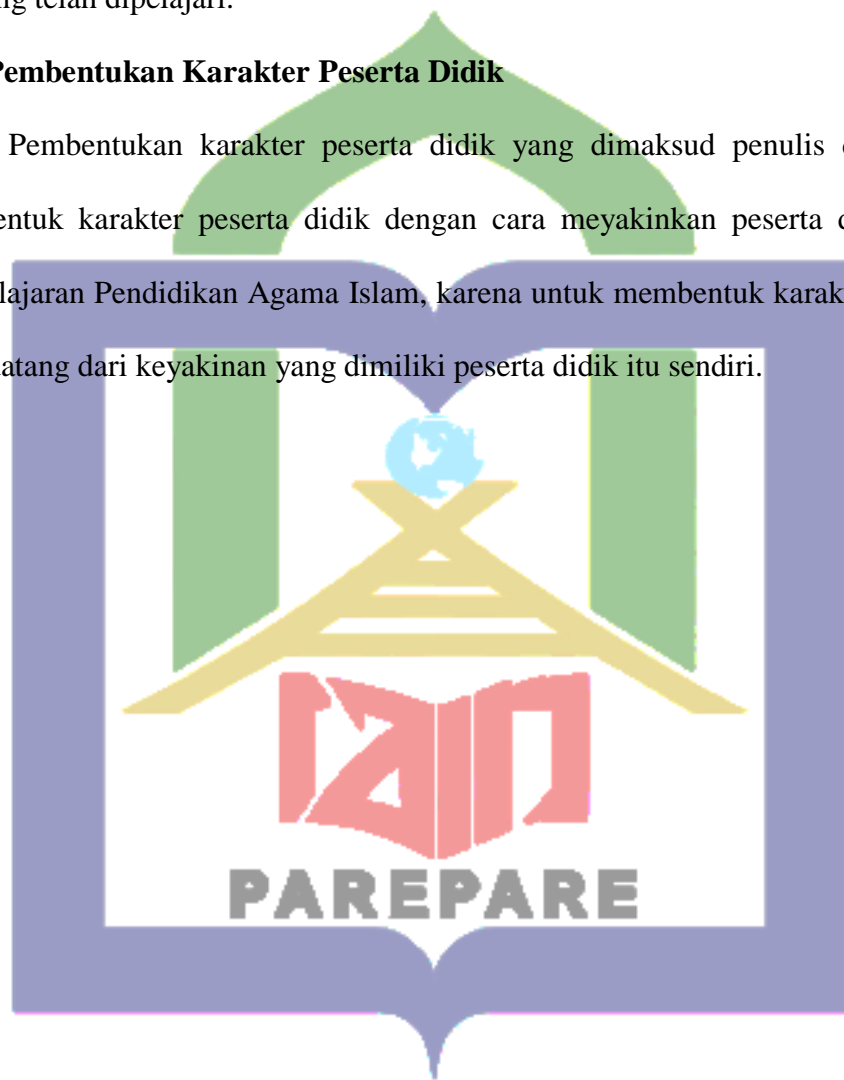 ng telah dipelajari.
Pembentukan Karakter Peserta Didik
Pembentukan karakter peserta didik yang dimaksud penulis
entuk karakter peserta didik dengan cara meyakinkan peserta
lajaran Pendidikan Agama Islam, karena untuk membentuk karak
atang dari keyakinan yang dimiliki peserta didik itu sendiri.
iain
PAREPARE